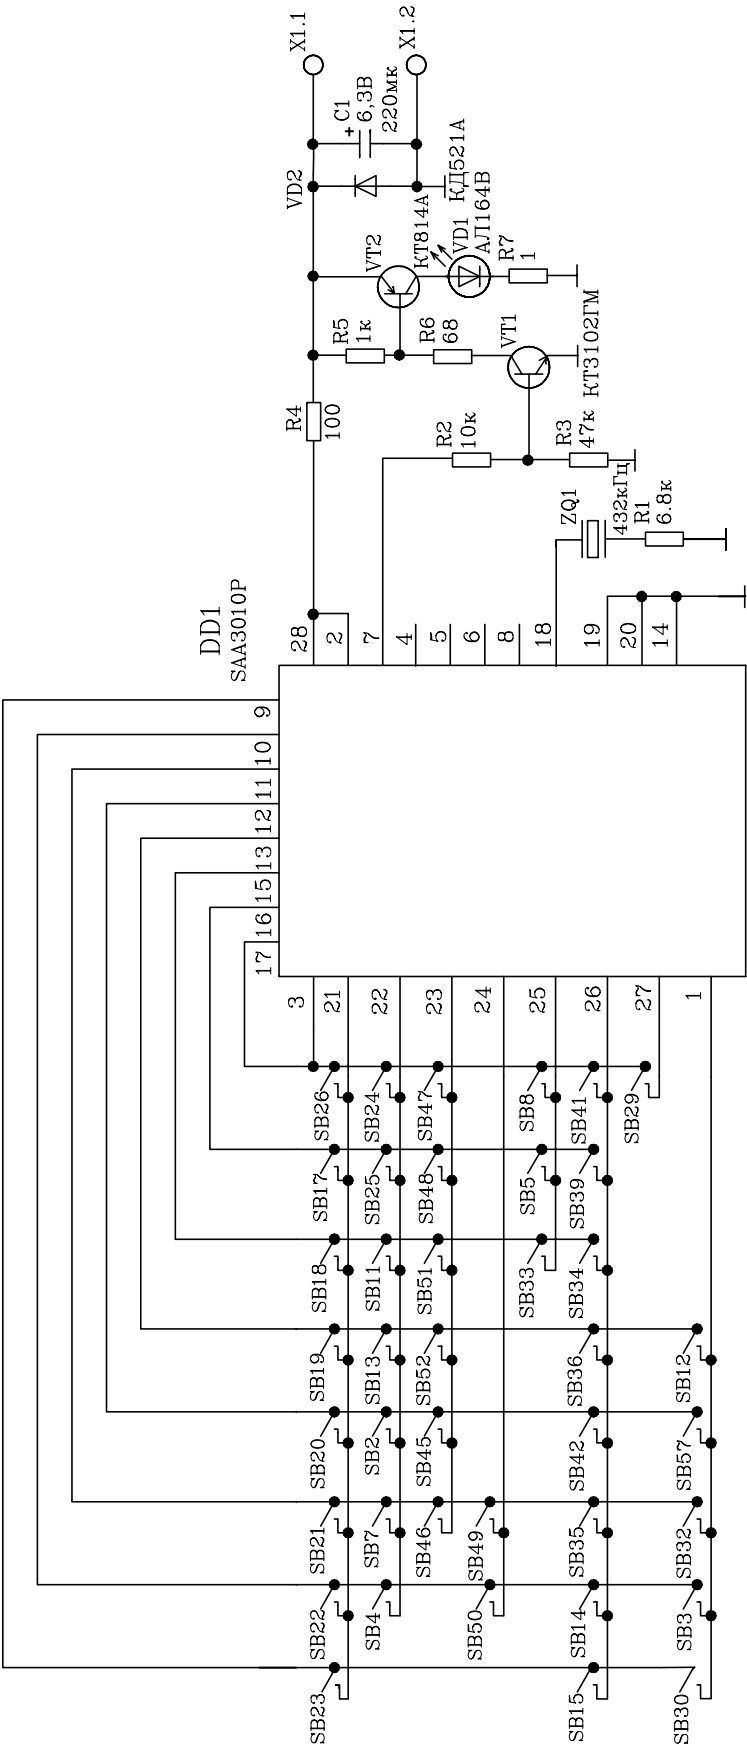 X1.1
X1.2
C1
+
6,3В
220мк
VD2
КД521А
VT2
КТ814А
VD1
АЛ164В
R7
1
R5
1к
R6
68
VT1
КТ3102ГМ
R4
100
R2
10к
R3
47к
ZQ1
432кГц
R1
6.8к
DD1
SAA3010P
28
2
7
4
5
6
8
18
19
20
14
9
10
11
12
13
15
16
17
3
21
22
23
24
25
26
27
1
SB26
SB24
SB47
SB8
SB41
SB29
SB17
SB25
SB48
SB5
SB39
SB18
SB11
SB51
SB33
SB34
SB19
SB13
SB52
SB36
SB12
SB20
SB2
SB45
SB42
SB57
SB21
SB7
SB46
SB49
SB35
SB32
SB22
SB4
SB50
SB14
SB3
SB23
SB15
SB30